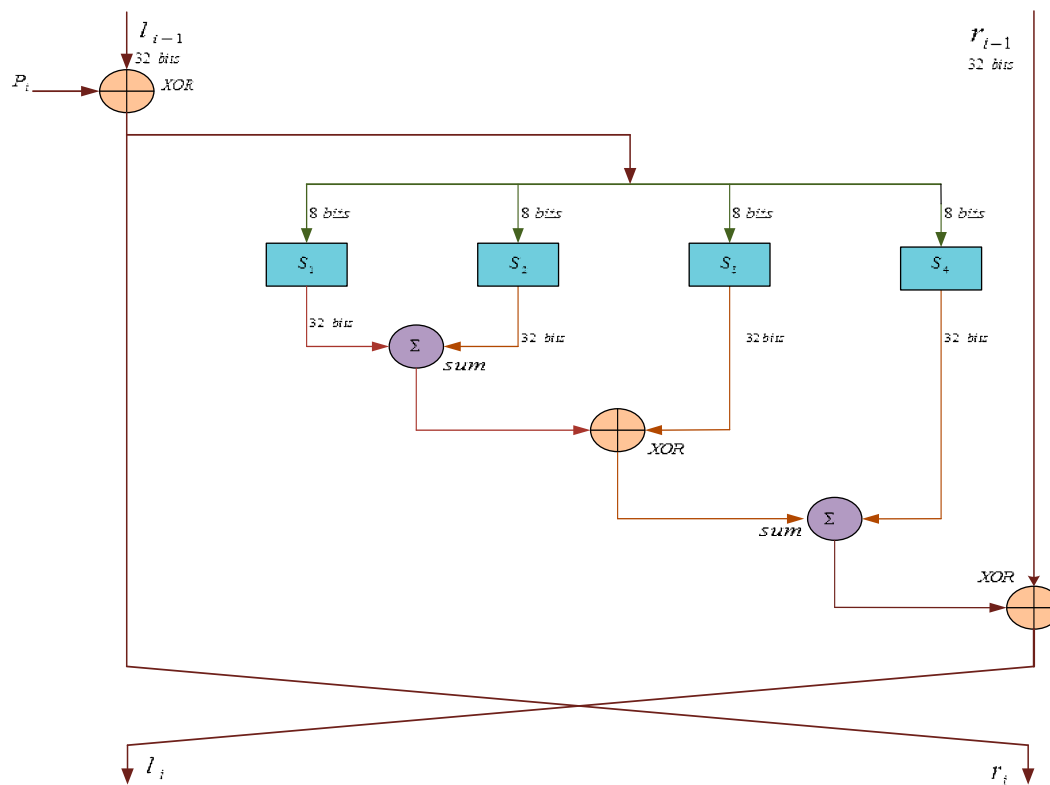 l i−1
32 bits
r i−1
32 bits
P i
XOR
8 bits
8 bits
8 bits
8 bits
S 1
S 2
S 3
S 4
32 bits
32 bits
32bits
32 bits
Σ
sum
XOR
Σ
sum
XOR
l i
r i